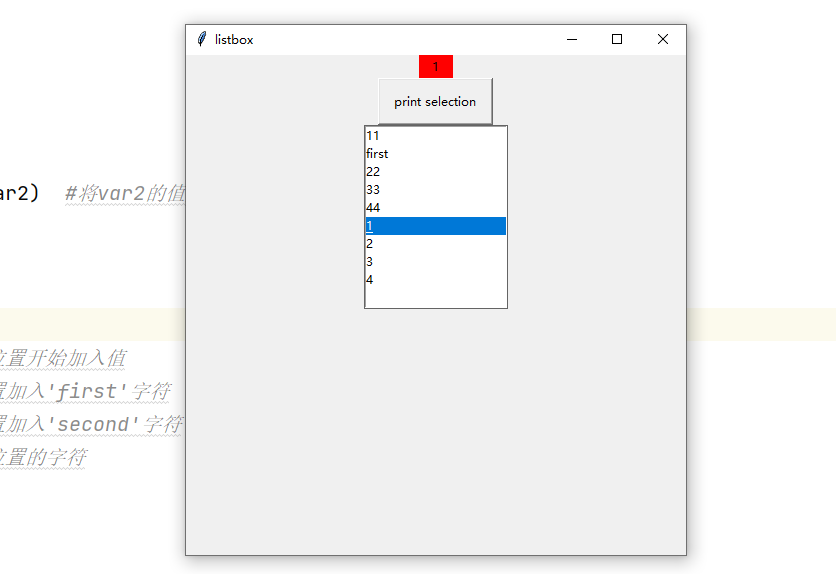 listbox
1
print selection
11
first
22
33
44
1
2
3
4
ar2) #将var2的值
位置开始加入值
置加入'first'字符
置加入'second'字符
位置的字符